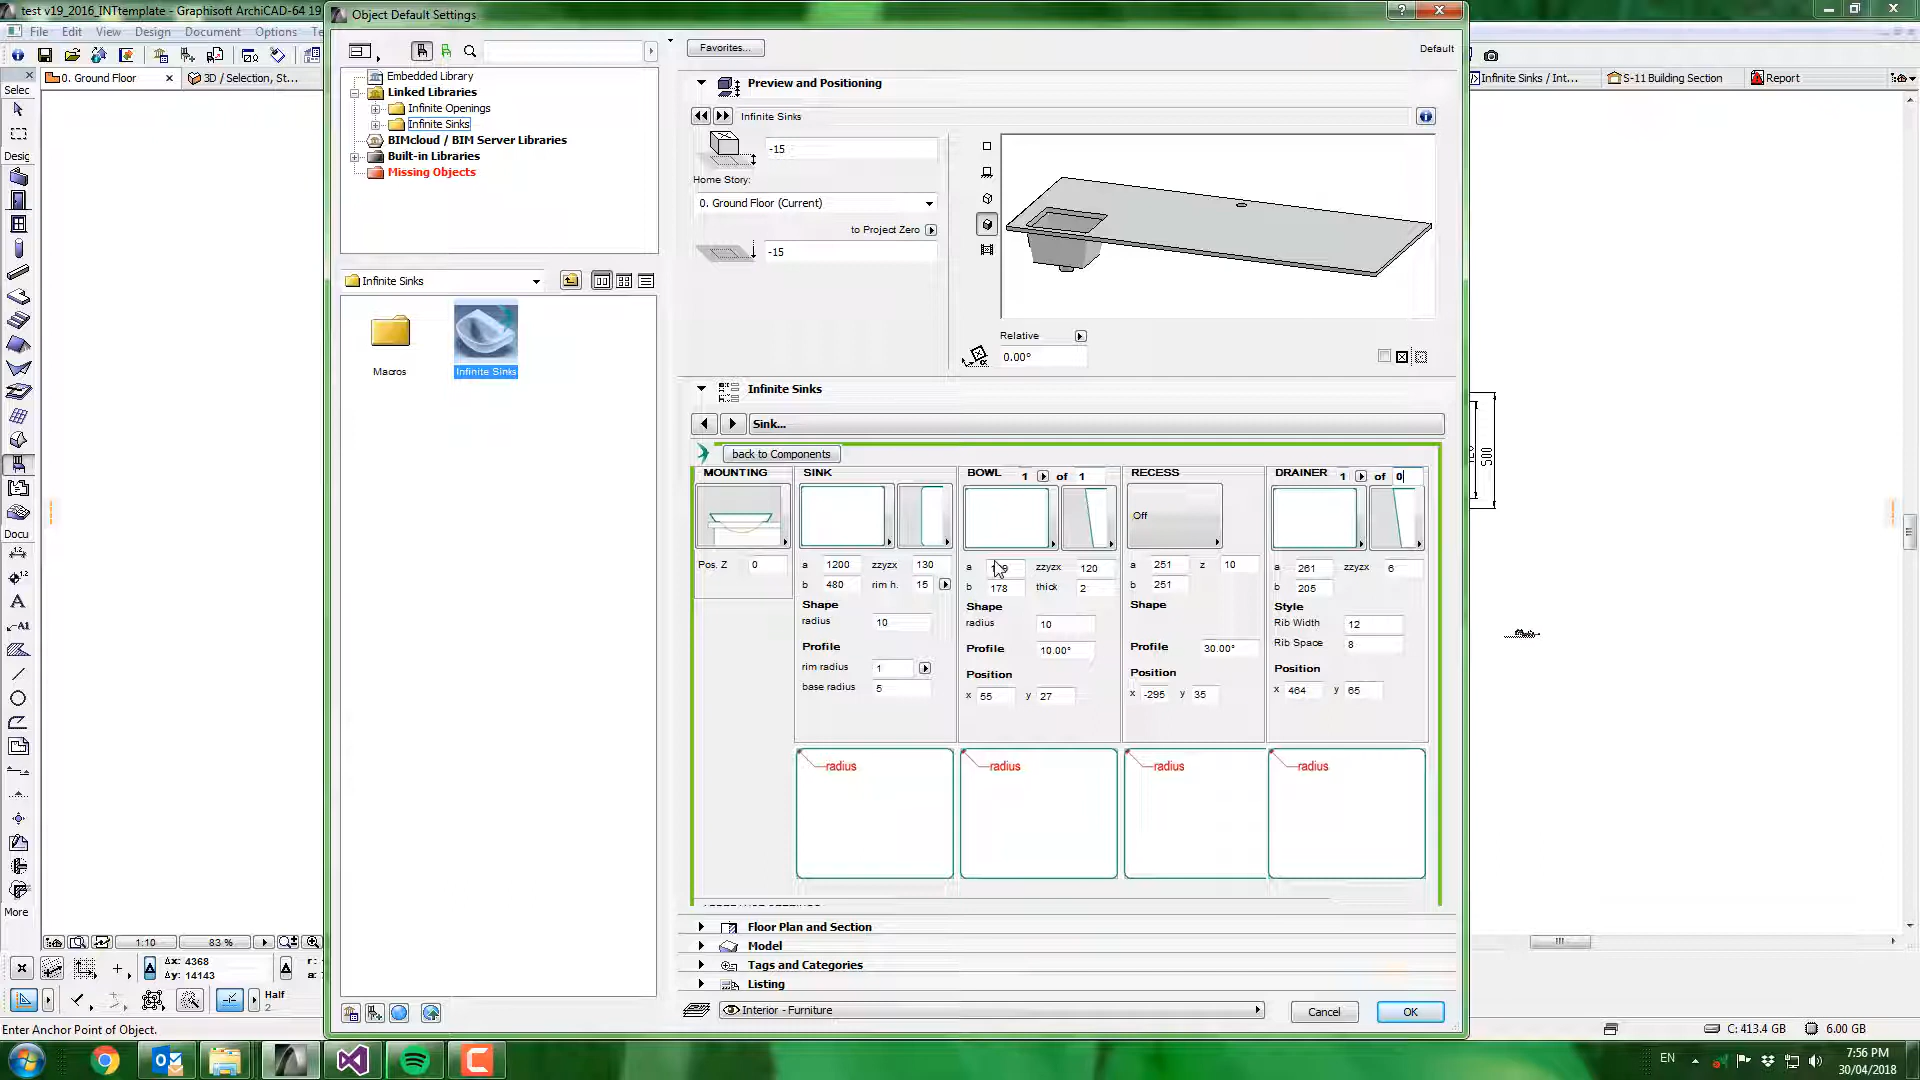 test v19_2016_INTtemplate - Graphisoft ArchiCAD-64 19
File Edit View Design Document Options
0. Ground Floor
3D / Selection, St...
Selec
Desig
Docu
More
Object Default Settings
Embedded Library
Linked Libraries
Infinite Openings
Infinite Sinks
BIMcloud / BIM Server Libraries
Built-in Libraries
Missing Objects
Infinite Sinks
Macros
Infinite Sinks
Favorites...
Default
Preview and Positioning
Infinite Sinks
-15
Home Story:
0. Ground Floor (Current)
to Project Zero
-15
Relative
0.00°
Infinite Sinks
Sink...
back to Components
MOUNTING
Pos. Z 0
SINK
a 1200 zzyzx 130
b 480 rim h. 15
Shape
radius 10
Profile
rim radius 1
base radius 5
BOWL 1 of 1
a zzyzx 120
b 178 thick 2
Shape
radius 10
Profile 10.00°
Position
x 55 y 27
RECESS
Off
a 251 z 10
b 251
Shape
Profile 30.00°
Position
x -295 y 35
DRAINER 1 of 0
a 261 zzyzx 6
b 205
Style
Rib Width 12
Rib Space 8
Position
x 464 y 65
radius
radius
radius
radius
Floor Plan and Section
Model
Tags and Categories
Listing
Interior - Furniture
Cancel
OK
Infinite Sinks / Int...
S-11 Building Section
Report
500
1:10
83 %
Δx: 4368
Δy: 14143
Half
2
Enter Anchor Point of Object.
C: 413.4 GB
6.00 GB
EN
7:56 PM
30/04/2018